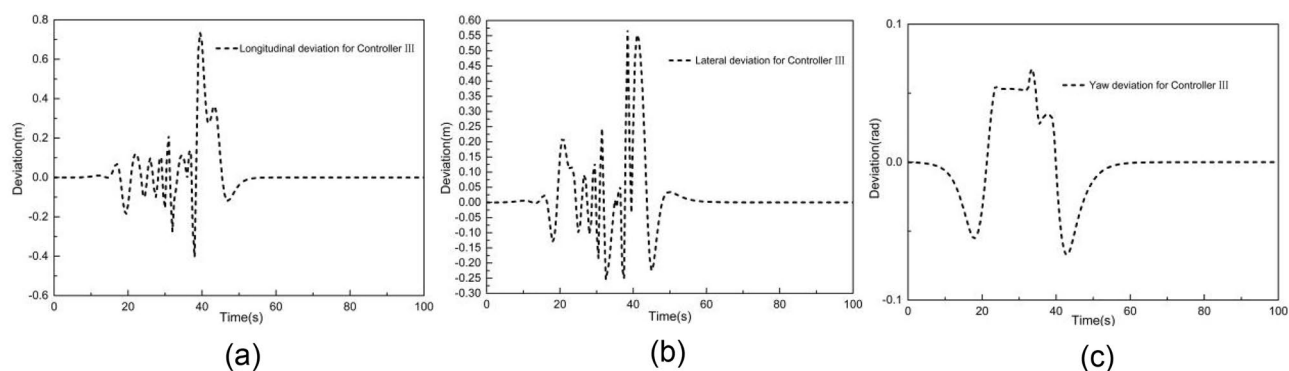 0.8
0.6
0.4
0.2
0.0
-0.2
-0.4
-0.6
Deviation(m)
Longitudinal deviation for Controller III
0 20 40 60 80 100
Time(s)
(a)
0.60
0.55
0.50
0.45
0.40
0.35
0.30
0.25
0.20
0.15
0.10
0.05
0.00
-0.05
-0.10
-0.15
-0.20
-0.25
-0.30
Deviation(m)
Lateral deviation for Controller III
0 20 40 60 80 100
Time(s)
(b)
0.1
0.0
-0.1
Deviation(rad)
Yaw deviation for Controller III
0 20 40 60 80 100
Time(s)
(c)